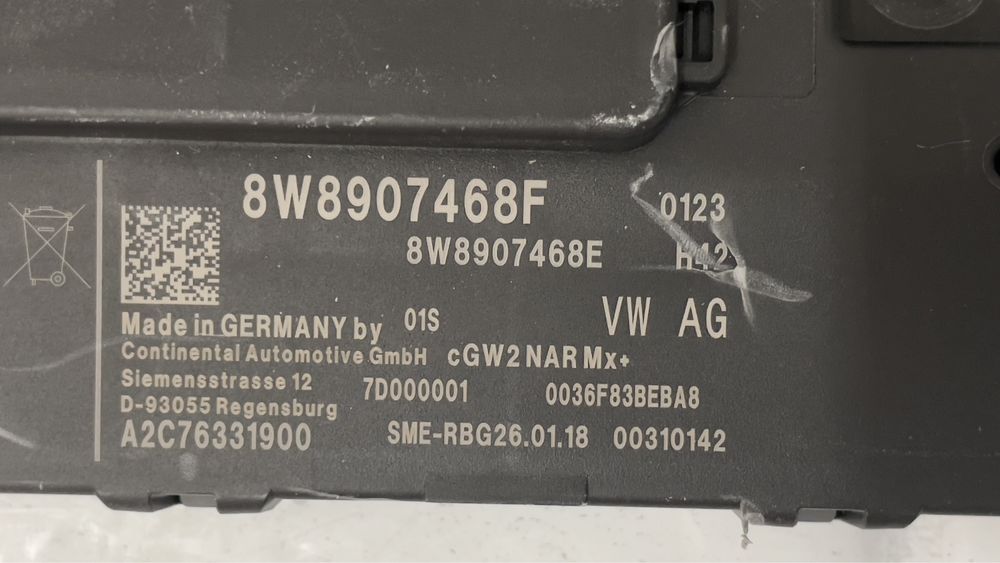 8W8907468F 0123
8W8907468E H42
Made in GERMANY by 01S VW AG
Continental Automotive GmbH cGW2 NAR Mx+
Siemensstrasse 12 7D000001 0036F83BEBA8
D-93055 Regensburg
A2C76331900 SME-RBG26.01.18 00310142